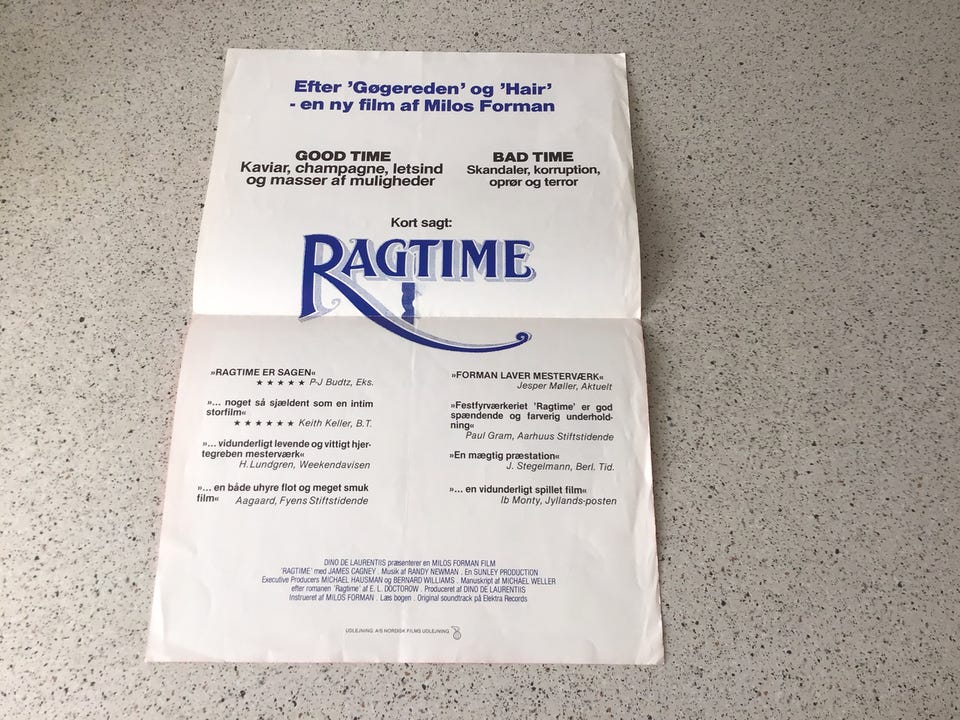 Efter 'Gøgereden' og 'Hair'
- en ny film af Milos Forman
GOOD TIME
Kaviar, champagne, letsind
og masser af muligheder
BAD TIME
Skandaler, korruption,
oprør og terror
Kort sagt:
RAGTIME
»RAGTIME ER SAGEN«
★ ★ ★ ★ ★ P-J Budtz, Eks.
»... noget så sjældent som en intim
storfilm«
★ ★ ★ ★ ★ ★ Keith Keller, B.T.
»... vidunderligt levende og vittigt hjer-
tegreben mesterværk«
H. Lundgren, Weekendavisen
»... en både uhyre flot og meget smuk
film« Aagaard, Fyens Stiftstidende
»FORMAN LAVER MESTERVÆRK«
Jesper Møller, Aktuelt
»Festfyrværkeriet 'Ragtime' er god
spændende og farverig underhold-
ning«
Paul Gram, Aarhuus Stiftstidende
»En mægtig præstation«
J. Stegelmann, Berl. Tid.
»... en vidunderligt spillet film«
Ib Monty, Jyllands-posten
DINO DE LAURENTIIS præsenterer en MILOS FORMAN FILM
'RAGTIME' med JAMES CAGNEY . Musik af RANDY NEWMAN . En SUNLEY PRODUCTION
Executive Producers MICHAEL HAUSMAN og BERNARD WILLIAMS . Manuskript af MICHAEL WELLER
efter romanen 'Ragtime' af E. L. DOCTOROW . Produceret af DINO DE LAURENTIIS
Instrueret af MILOS FORMAN . Læs bogen . Original soundtrack på Elektra Records
UDLEJNING: A/S NORDISK FILMS UDLEJNING